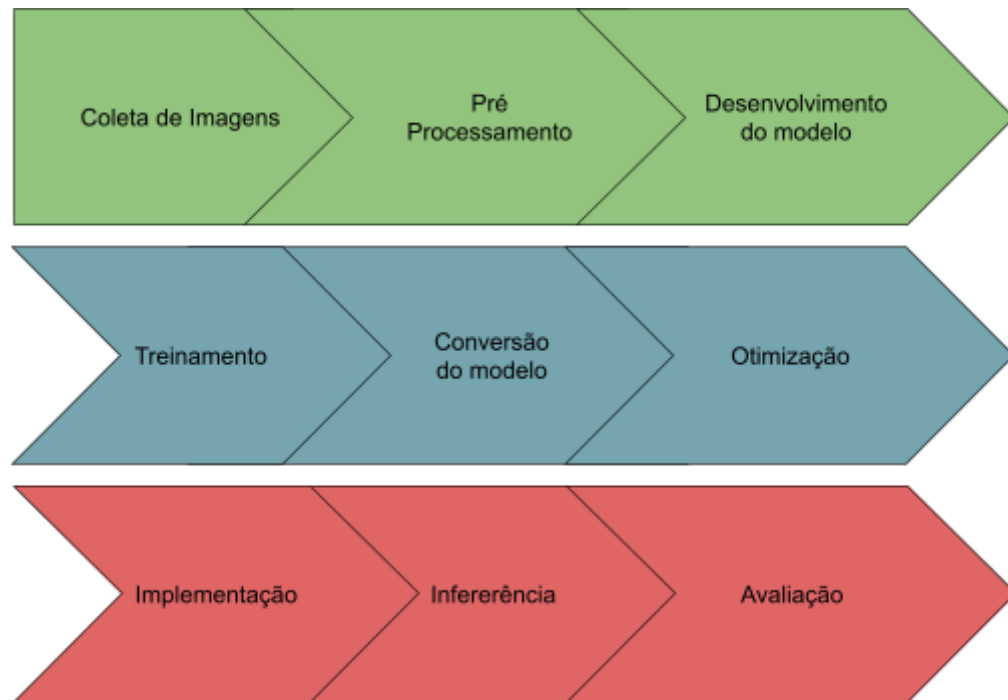 Coleta de Imagens
Pré
Processamento
Desenvolvimento
do modelo
Treinamento
Conversão
do modelo
Otimização
Implementação
Infererência
Avaliação